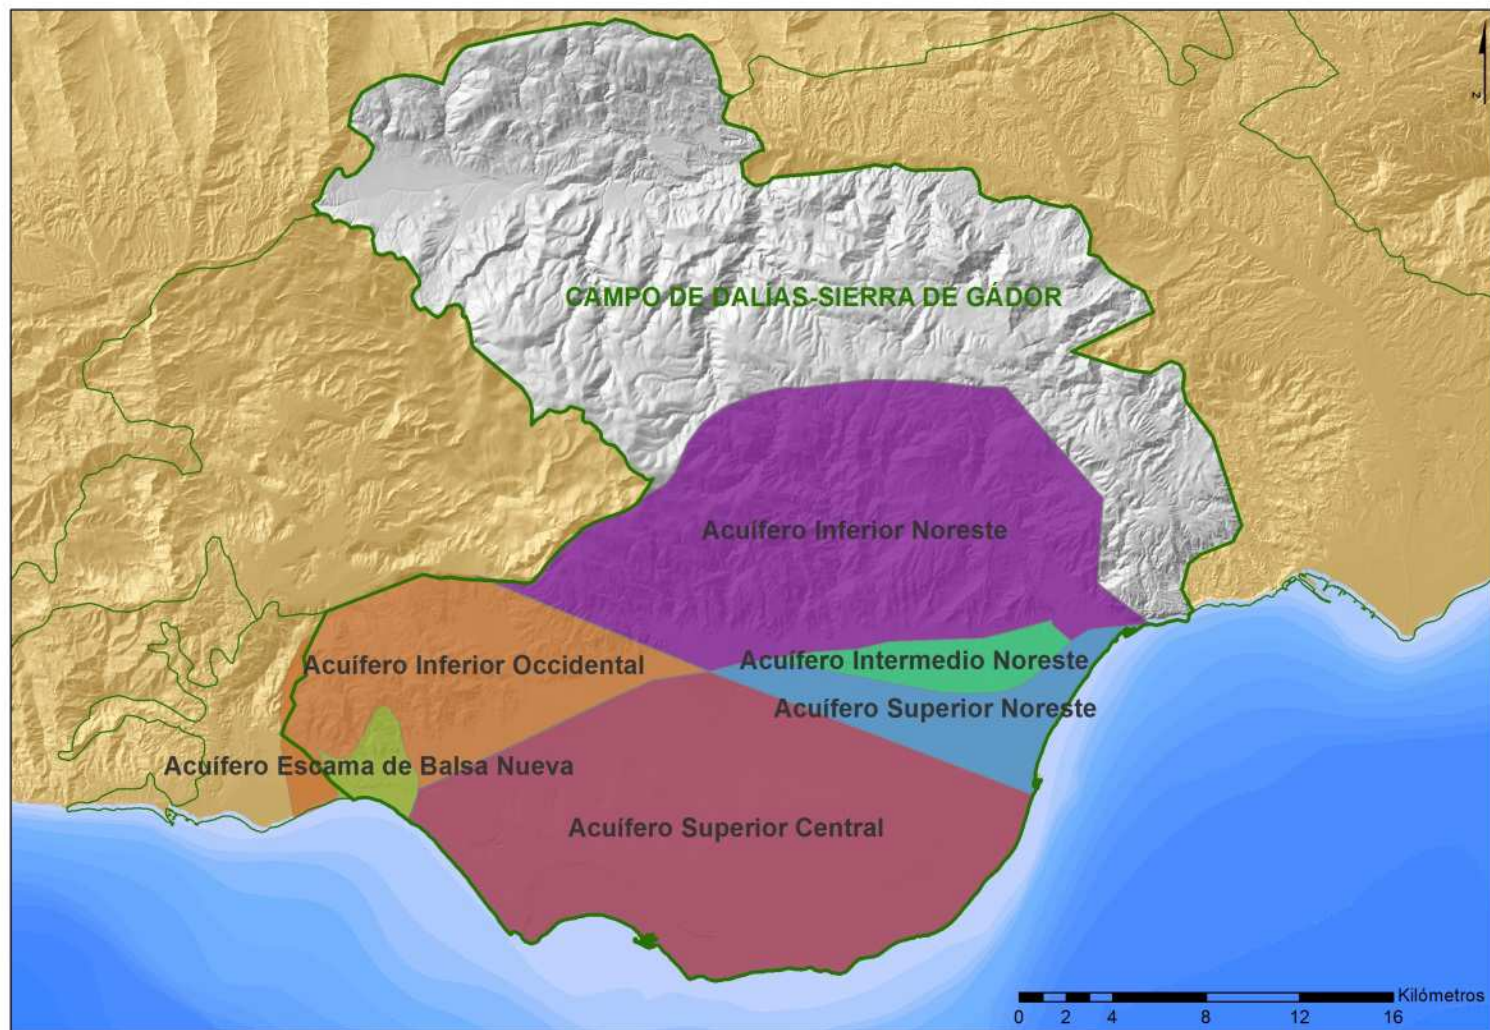 z
CAMPO DE DALÍAS-SIERRA DE GÁDOR
Acuífero Inferior Noreste
Acuífero Inferior Occidental
Acuífero Intermedio Noreste
Acuífero Superior Noreste
Acuífero Escama de Balsa Nueva
Acuífero Superior Central
Kilómetros
0 2 4 8 12 16